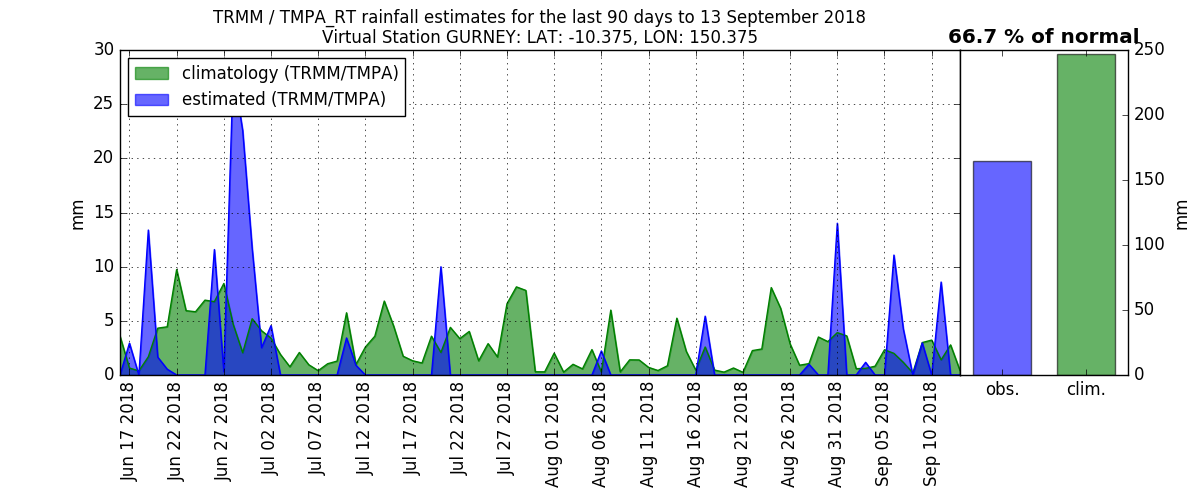 TRMM / TMPA_RT rainfall estimates for the last 90 days to 13 September 2018
Virtual Station GURNEY: LAT: -10.375, LON: 150.375
66.7 % of normal
climatology (TRMM/TMPA)
estimated (TRMM/TMPA)
30
25
20
15
10
5
0
mm
Jun 17 2018
Jun 22 2018
Jun 27 2018
Jul 02 2018
Jul 07 2018
Jul 12 2018
Jul 17 2018
Jul 22 2018
Jul 27 2018
Aug 01 2018
Aug 06 2018
Aug 11 2018
Aug 16 2018
Aug 21 2018
Aug 26 2018
Aug 31 2018
Sep 05 2018
Sep 10 2018
obs.
clim.
250
200
150
100
50
0
mm